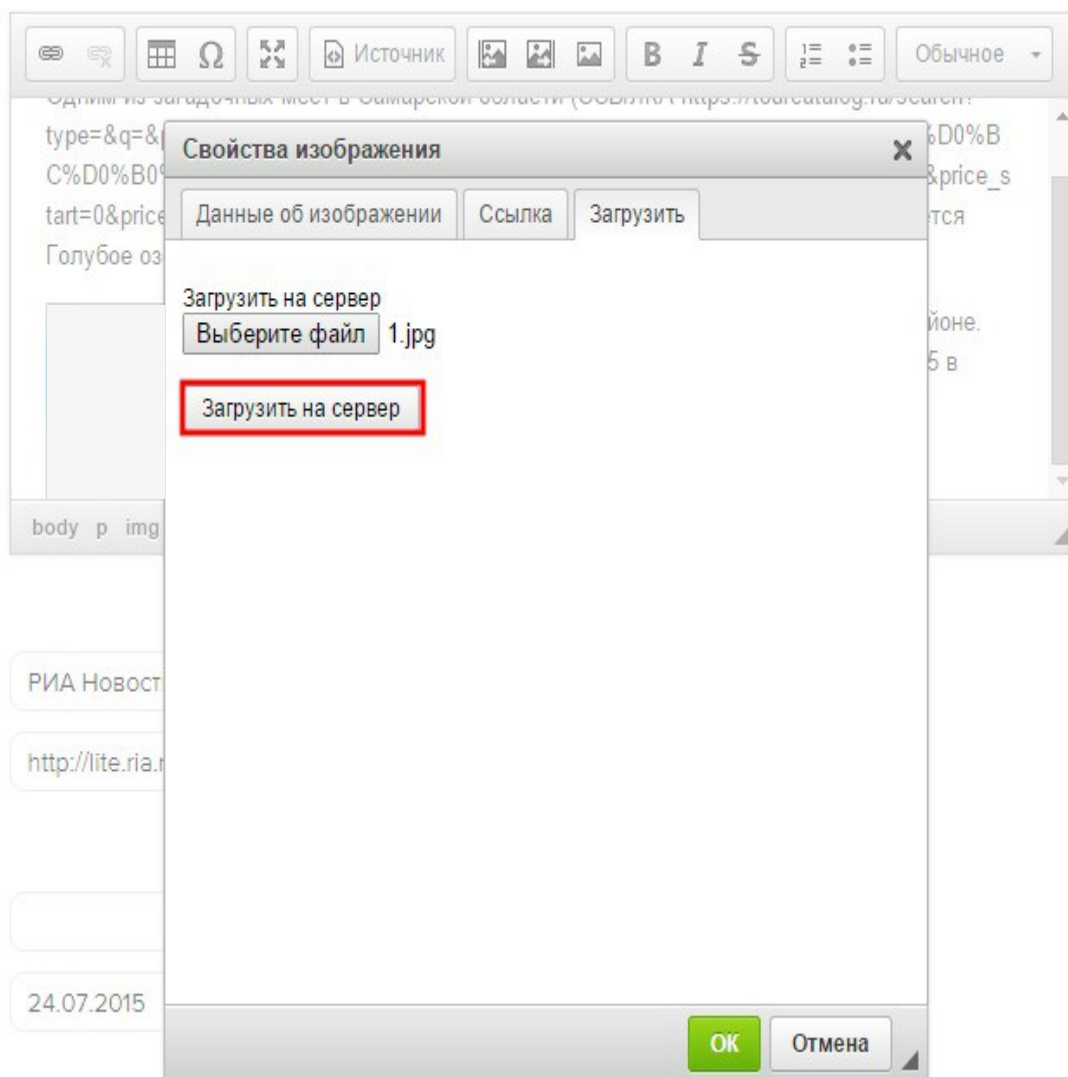 Источник
B I S
Обычное
Одним из загадочных мест в Самарской области (ССЫЛКА https://tourcatalog.ru/search?
type=&q=& %D0%B
C%D0%B0% &price_s
tart=0&price ется
Голубое оз
йоне.
5 в
Свойства изображения
Данные об изображении Ссылка Загрузить
Загрузить на сервер
Выберите файл 1.jpg
Загрузить на сервер
body p img
РИА Новост
http://lite.ria.r
24.07.2015
ОК Отмена